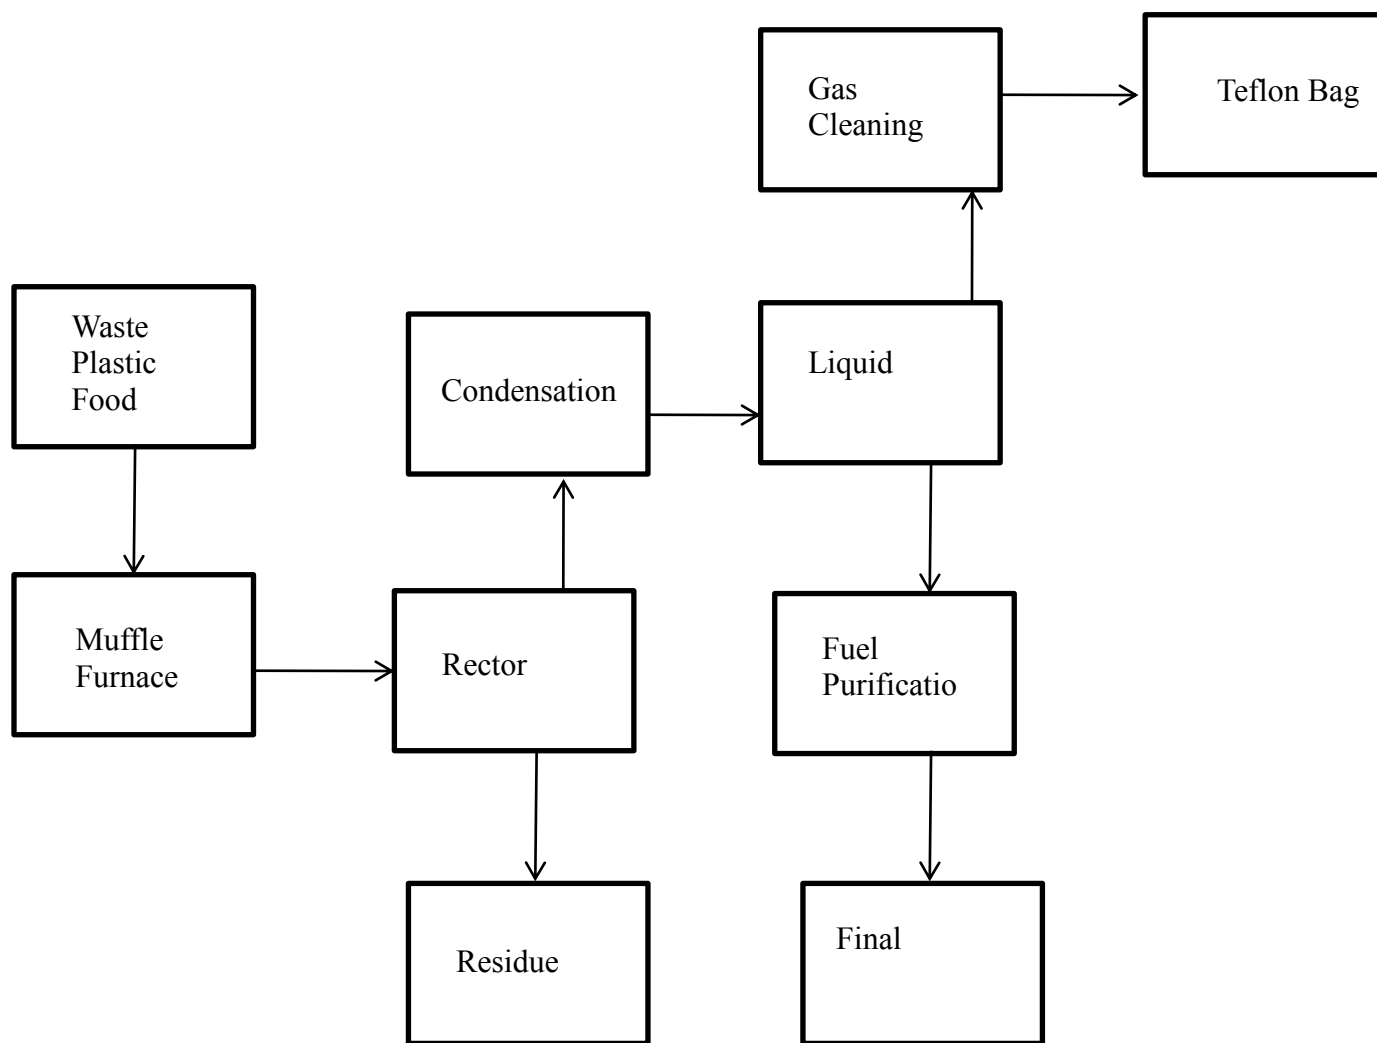 Gas
Cleaning
Teflon Bag
Waste
Plastic
Food
Condensation
Liquid
Muffle
Furnace
Rector
Fuel
Purificatio
Residue
Final